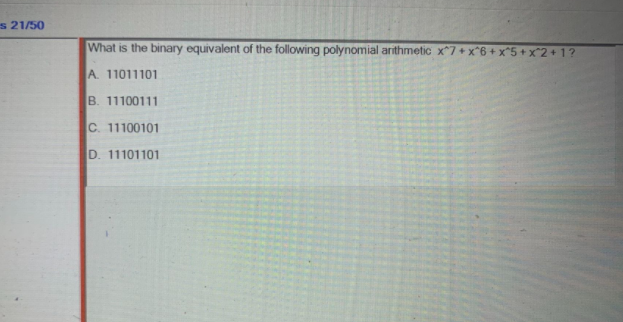 s 21/50
What is the binary equivalent of the following polynomial arithmetic x^7 + x^6 + x^5 + x^2 + 1?
A. 11011101
B. 11100111
C. 11100101
D. 11101101